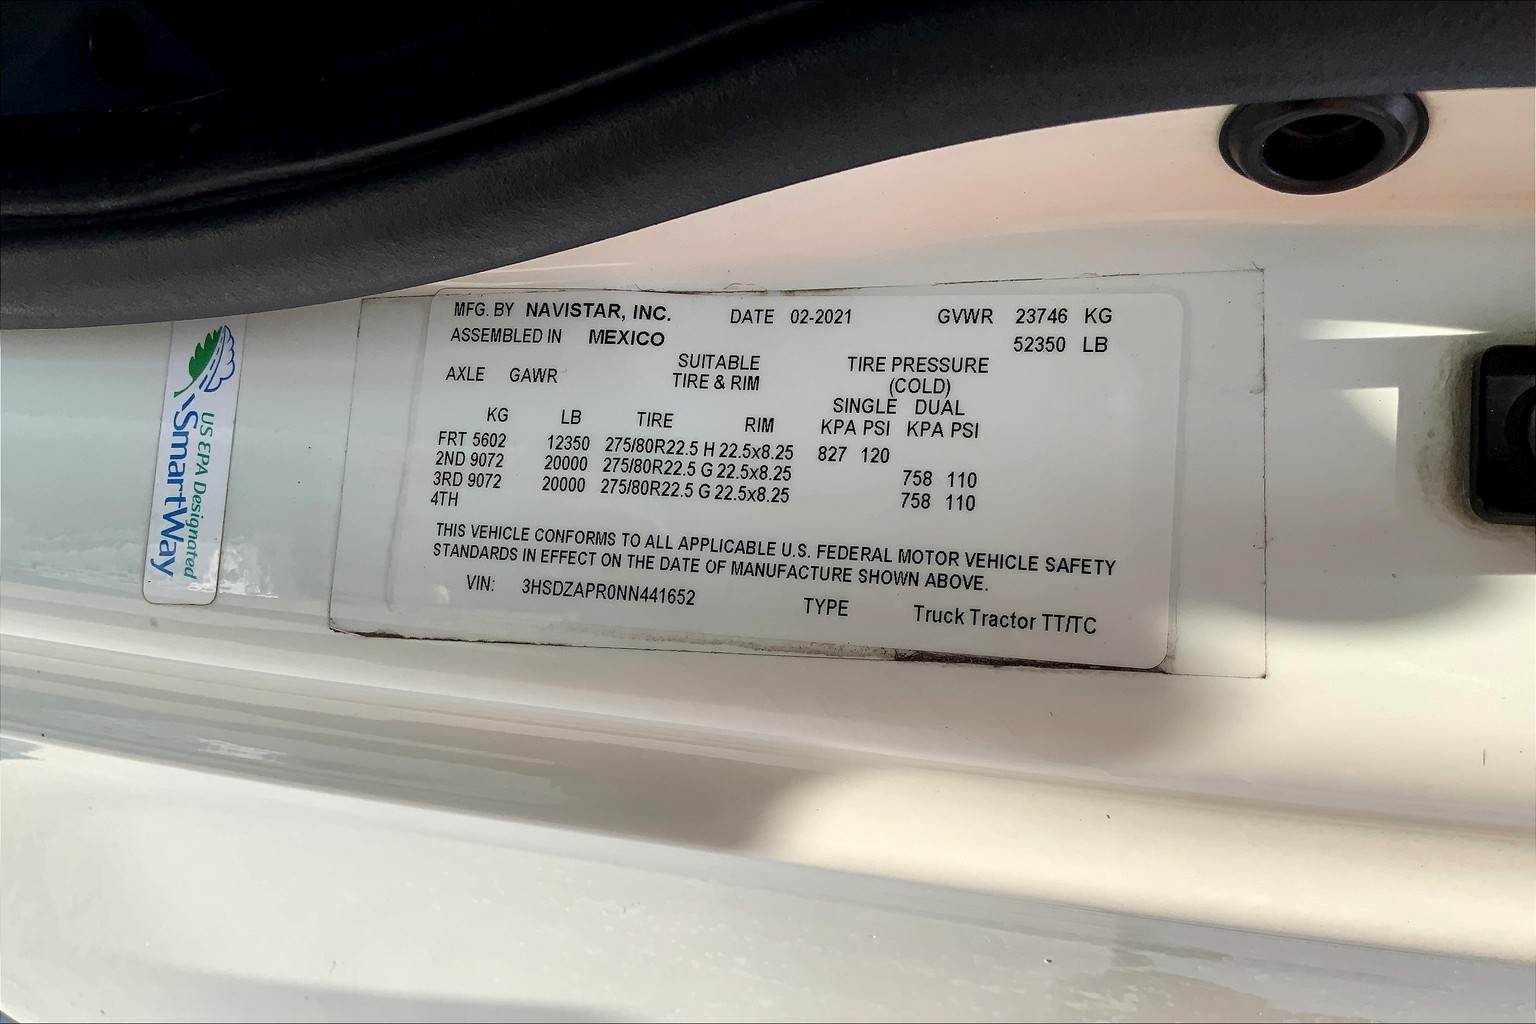 MFG. BY NAVISTAR, INC. DATE 02-2021 GVWR 23746 KG
ASSEMBLED IN MEXICO 52350 LB
SUITABLE TIRE PRESSURE
AXLE GAWR TIRE & RIM (COLD)
SINGLE DUAL
KG LB TIRE RIM KPA PSI KPA PSI
FRT 5602 12350 275/80R22.5 H 22.5x8.25 827 120
2ND 9072 20000 275/80R22.5 G 22.5x8.25 758 110
3RD 9072 20000 275/80R22.5 G 22.5x8.25 758 110
4TH
THIS VEHICLE CONFORMS TO ALL APPLICABLE U.S. FEDERAL MOTOR VEHICLE SAFETY
STANDARDS IN EFFECT ON THE DATE OF MANUFACTURE SHOWN ABOVE.
VIN: 3HSDZAPR0NN441652 TYPE Truck Tractor TT/TC
US EPA Designated
SmartWay